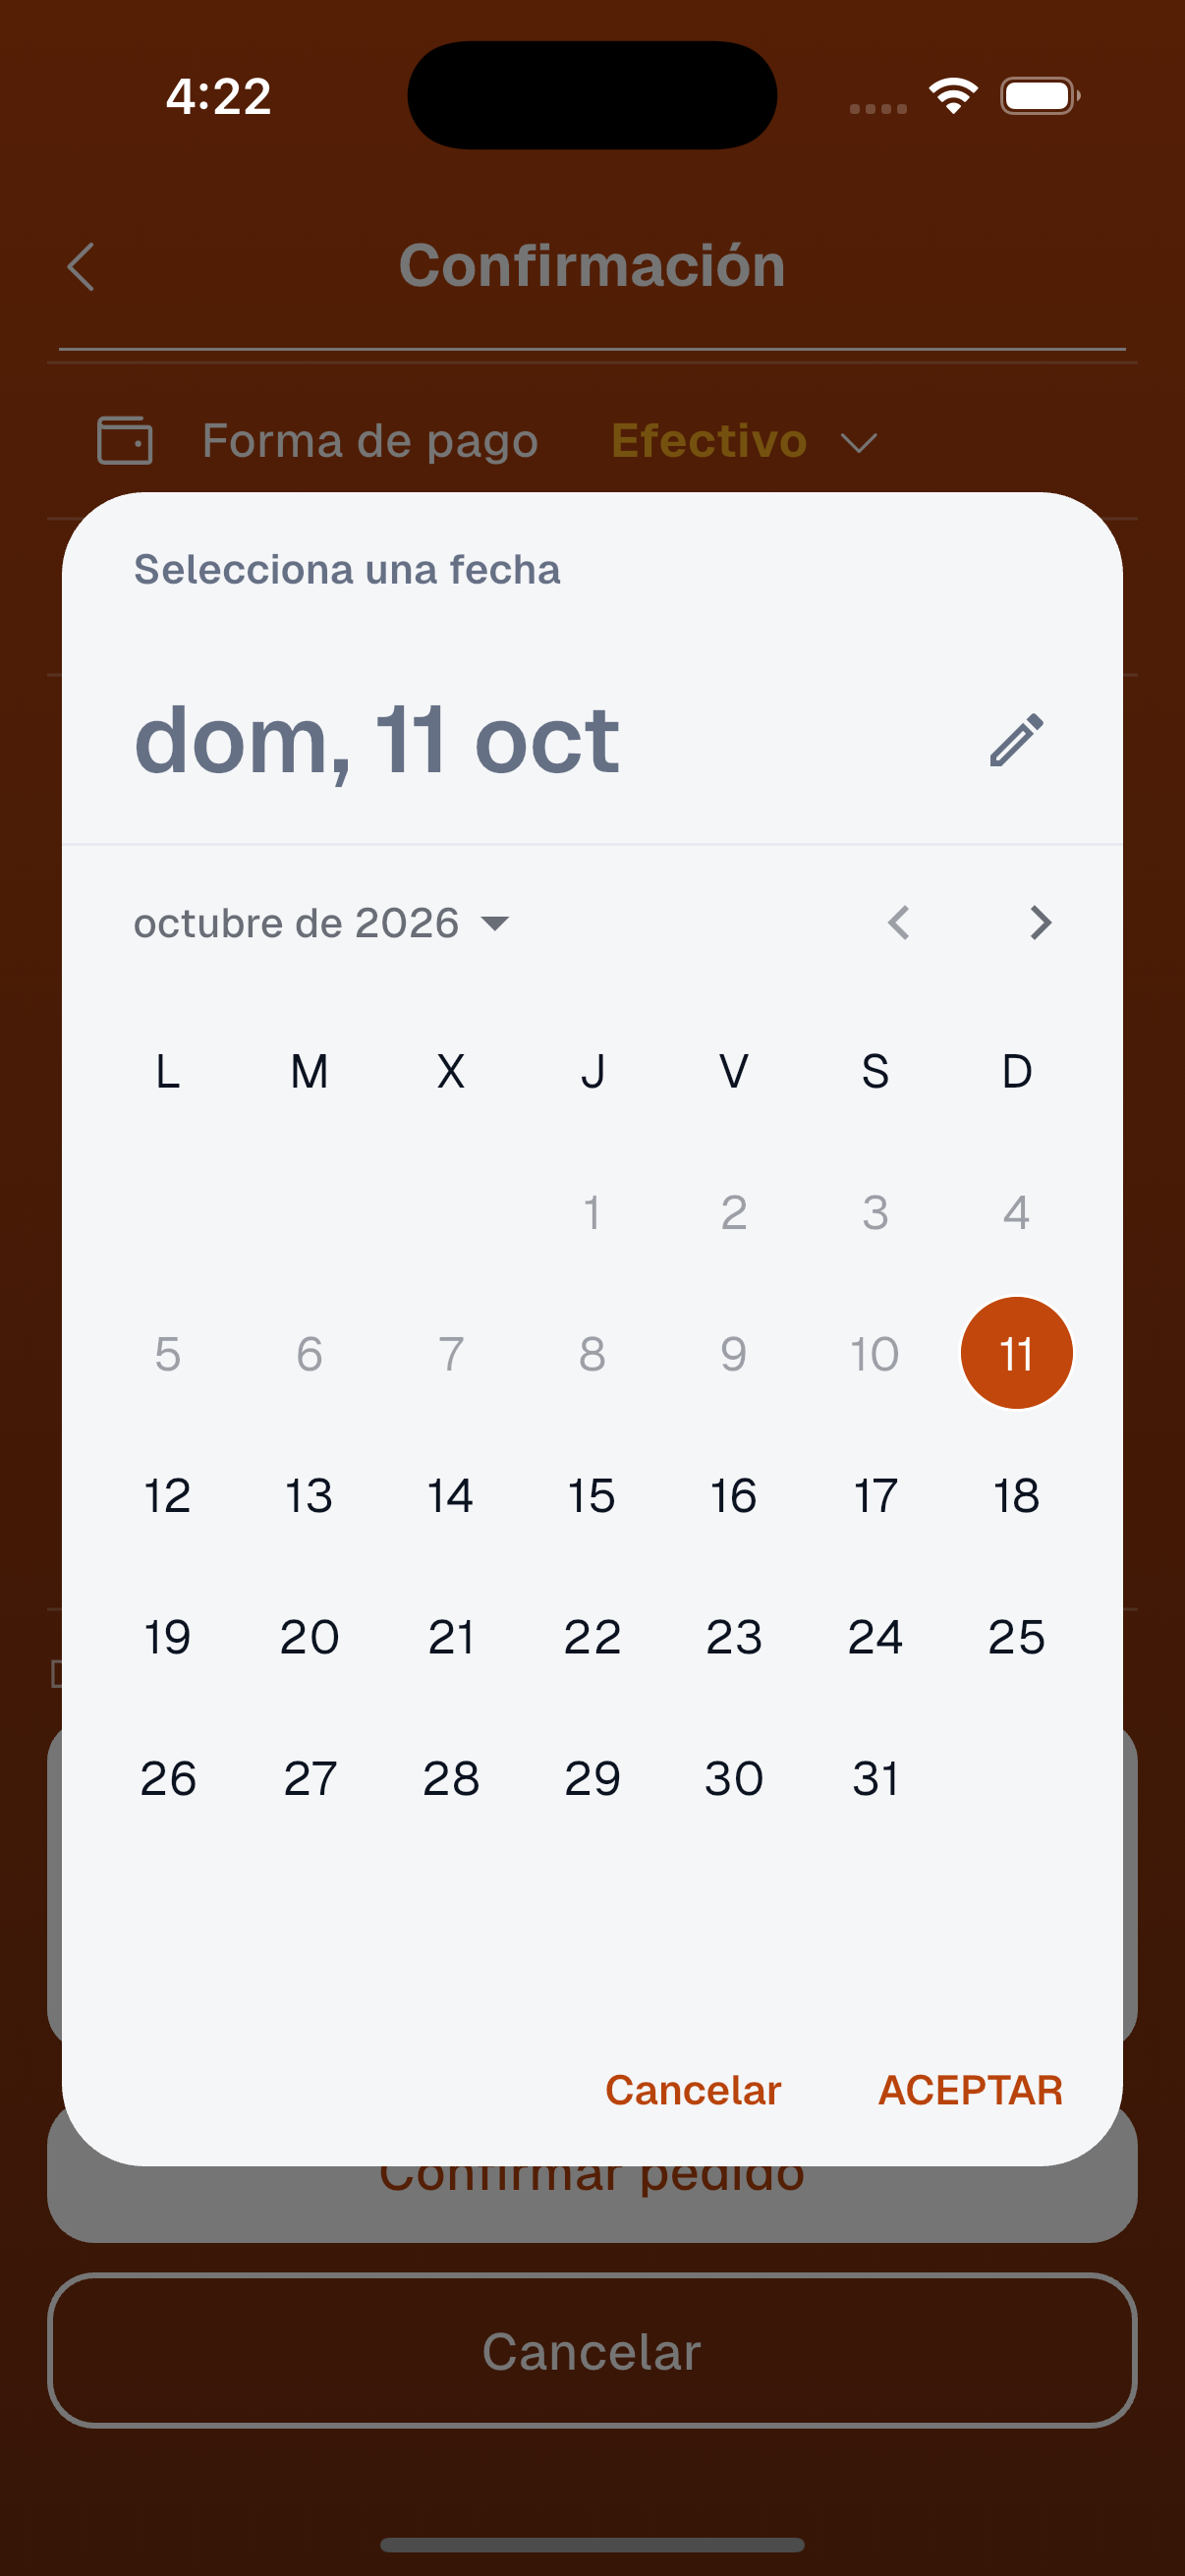 4:22
Confirmación
Forma de pago Efectivo
Selecciona una fecha
dom, 11 oct
octubre de 2026
L M X J V S D
1 2 3 4
5 6 7 8 9 10 11
12 13 14 15 16 17 18
19 20 21 22 23 24 25
26 27 28 29 30 31
Cancelar ACEPTAR
Confirmar pedido
Cancelar